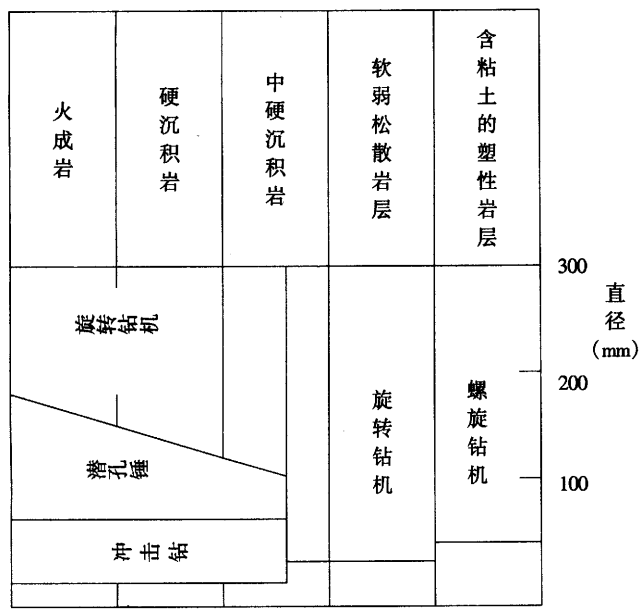 火成岩
硬沉积岩
中硬沉积岩
软弱松散岩层
含粘土的塑性岩层
300
直径
(mm)
旋转钻机
200
旋转钻机
螺旋钻机
潜孔锤
100
冲击钻